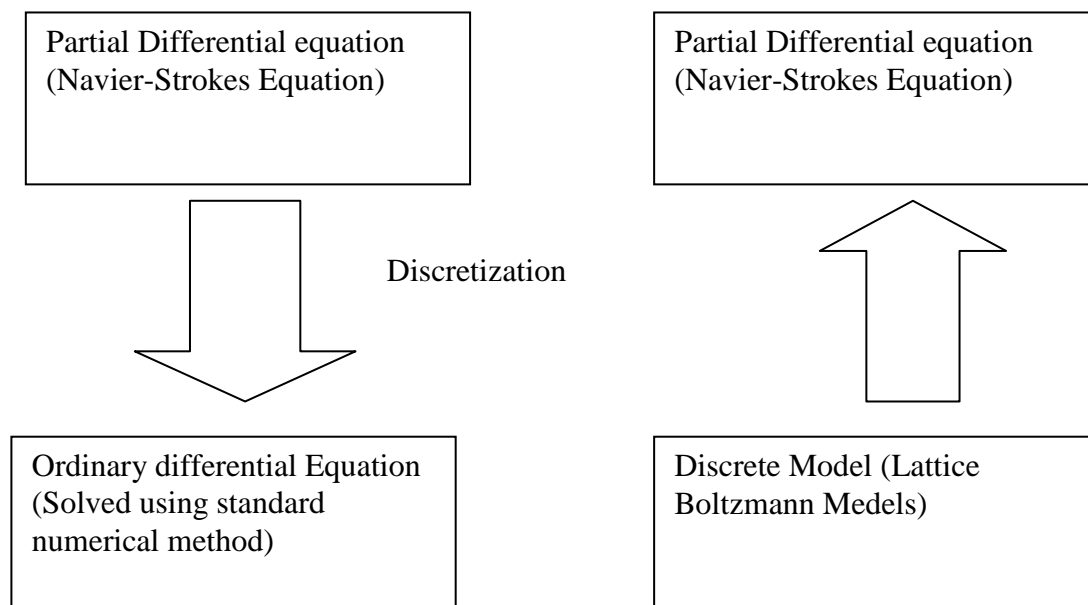 Partial Differential equation
(Navier-Strokes Equation)
Partial Differential equation
(Navier-Strokes Equation)
Discretization
Ordinary differential Equation
(Solved using standard
numerical method)
Discrete Model (Lattice
Boltzmann Medels)